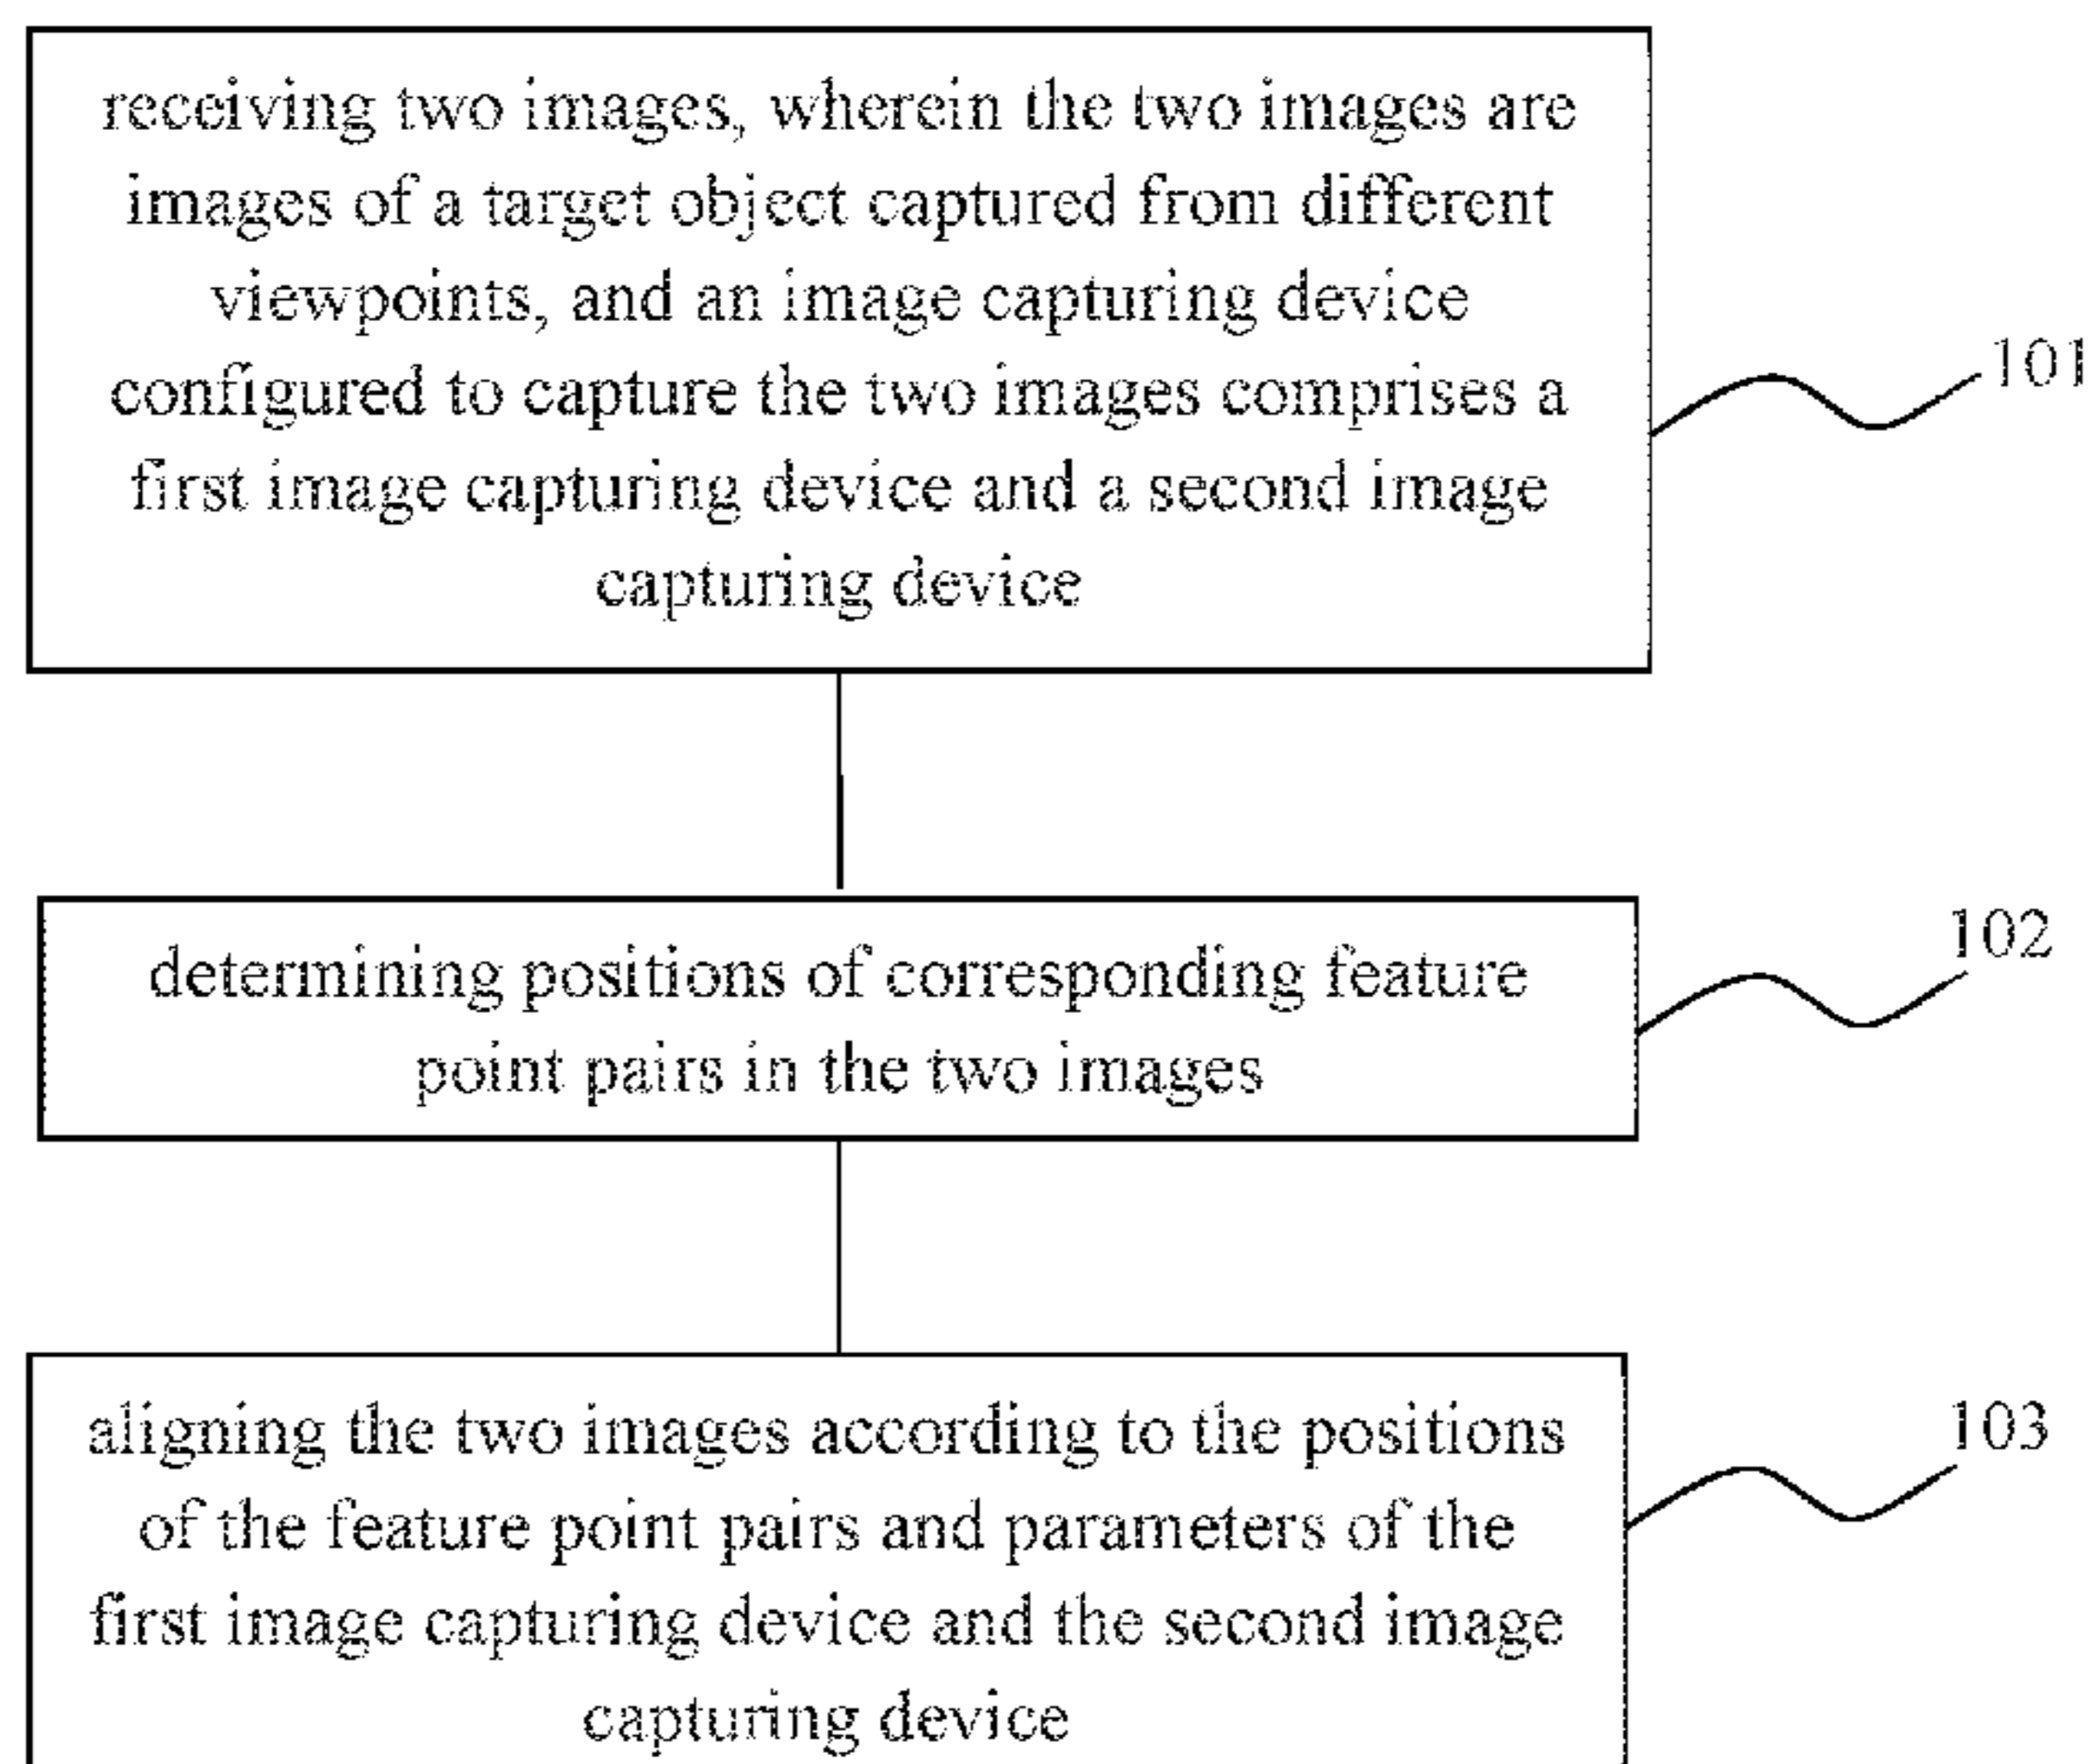 receiving two images, wherein the two images are
images of a target object captured from different
viewpoints, and an image capturing device
configured to capture the two images comprises a
first image capturing device and a second image
capturing device
101
determining positions of corresponding feature
point pairs in the two images
102
aligning the two images according to the positions
of the feature point pairs and parameters of the
first image capturing device and the second image
capturing device
103